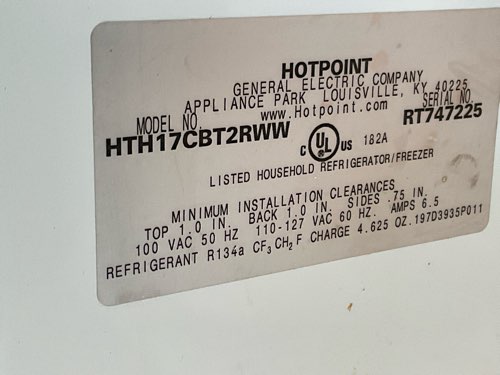 HOTPOINT
GENERAL ELECTRIC COMPANY
APPLIANCE PARK LOUISVILLE, KY 40225
www.Hotpoint.com
MODEL NO. SERIAL NO.
HTH17CBT2RWW RT747225
C UL US 182A
LISTED HOUSEHOLD REFRIGERATOR/FREEZER
MINIMUM INSTALLATION CLEARANCES
TOP 1.0 IN. BACK 1.0 IN. SIDES .75 IN.
100 VAC 50 HZ 110-127 VAC 60 HZ. AMPS 6.5
REFRIGERANT R134a CF₃CH₂F CHARGE 4.625 OZ.197D3935P011